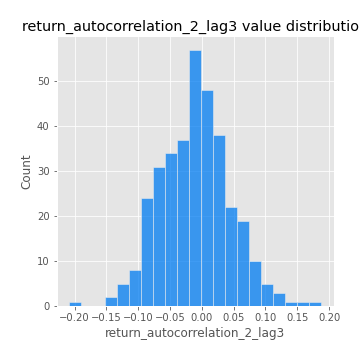 return_autocorrelation_2_lag3 value distributio
Count
50
40
30
20
10
0
−0.20 −0.15 −0.10 −0.05 0.00 0.05 0.10 0.15 0.20
return_autocorrelation_2_lag3